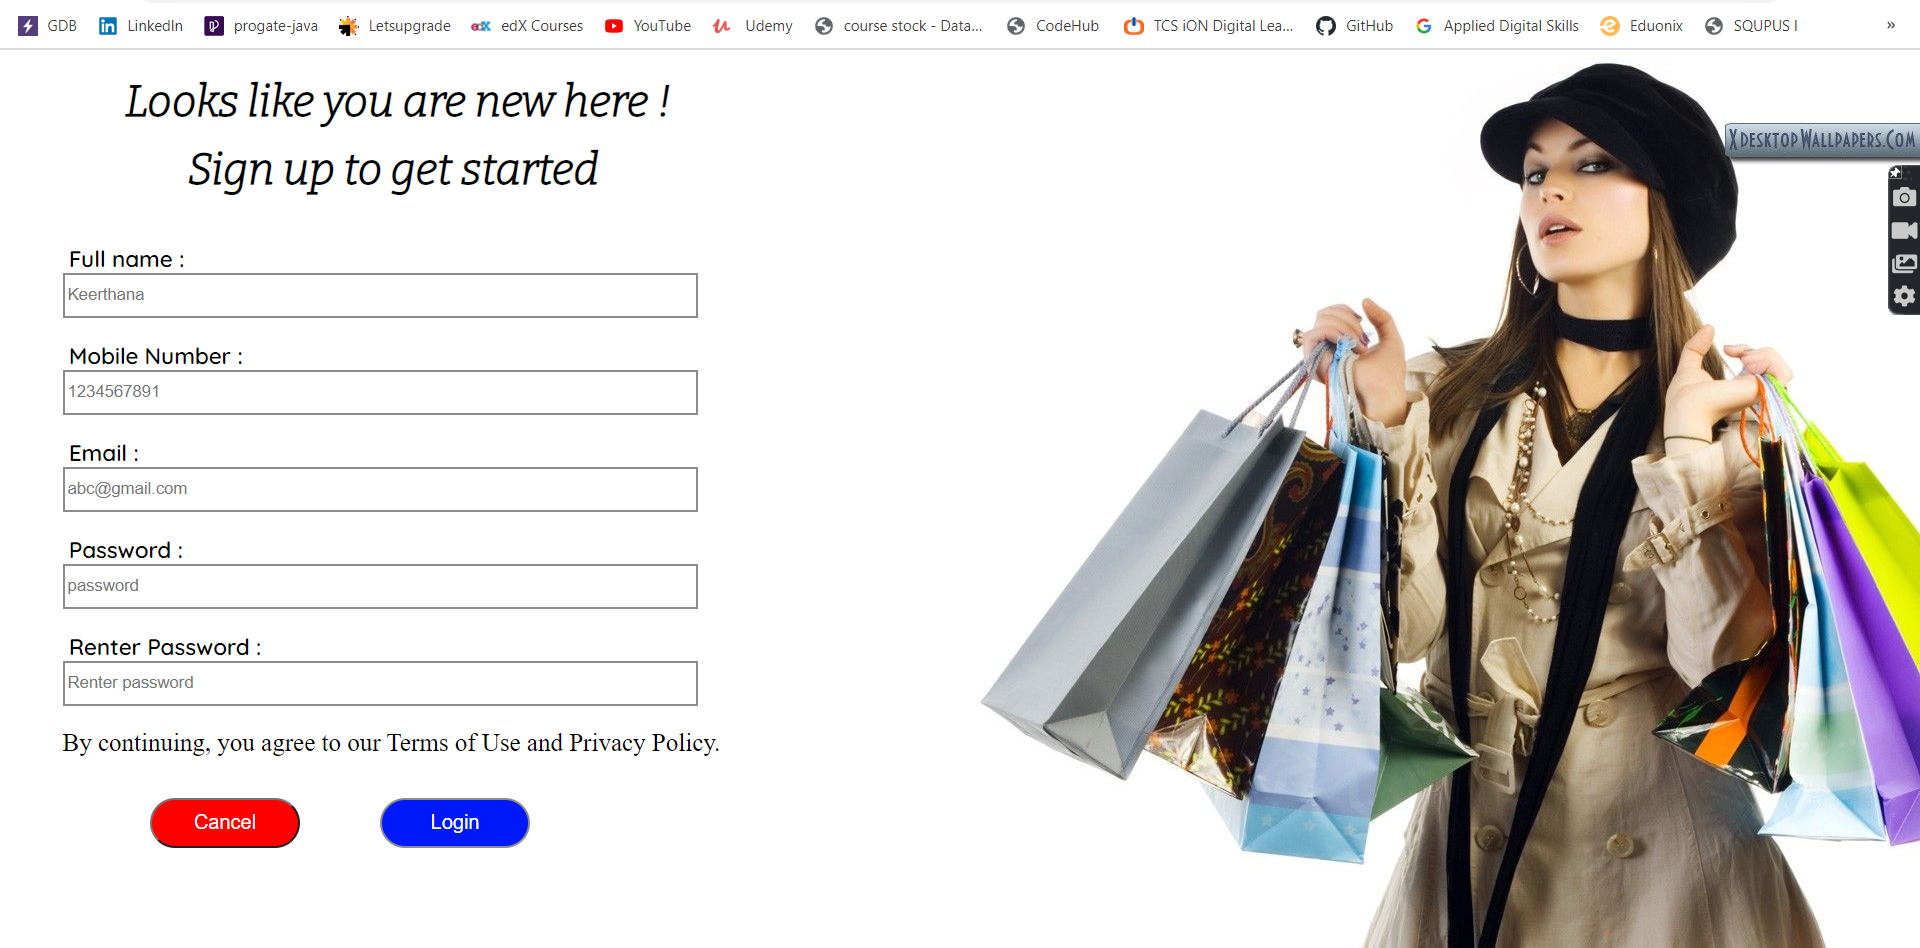 GDB LinkedIn progate-java Letsupgrade edX Courses YouTube Udemy course stock - Data... CodeHub TCS iON Digital Lea... GitHub Applied Digital Skills Eduonix SQUPUS I »
Looks like you are new here !
Sign up to get started
XDESKTOPWALLPAPERS.COM
Full name :
Keerthana
Mobile Number :
1234567891
Email :
abc@gmail.com
Password :
password
Renter Password :
Renter password
By continuing, you agree to our Terms of Use and Privacy Policy.
Cancel Login